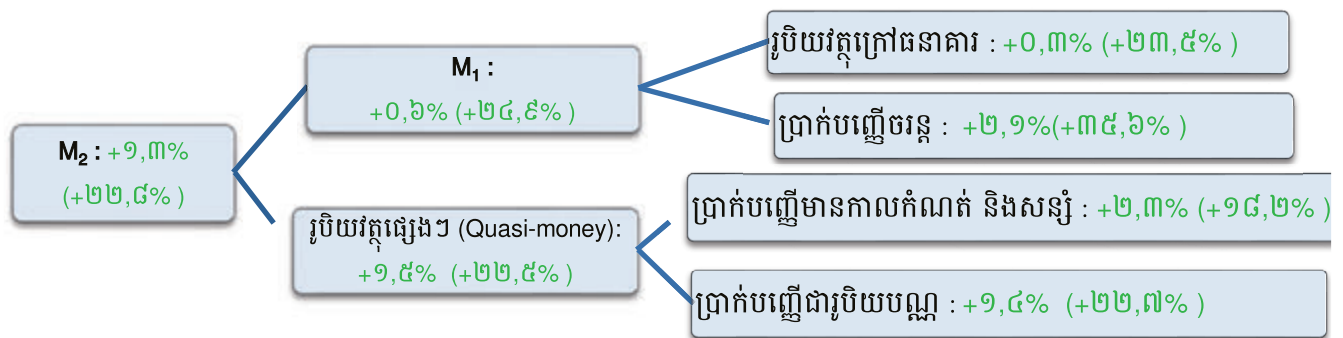 M₂ : +១,៣%
(+២២,៨% )
M₁ :
+០,៦% (+២៤,៩% )
រូបិយវត្ថុផ្សេងៗ (Quasi-money):
+១,៥% (+២២,៥% )
រូបិយវត្ថុក្រៅធនាគារ : +០,៣% (+២៣,៥% )
ប្រាក់បញ្ញើចរន្ត : +២,១%(+៣៥,៦% )
ប្រាក់បញ្ញើមានកាលកំណត់ និងសន្សំ : +២,៣% (+១៨,២% )
ប្រាក់បញ្ញើជារូបិយបណ្ណ : +១,៤% (+២២,៧% )